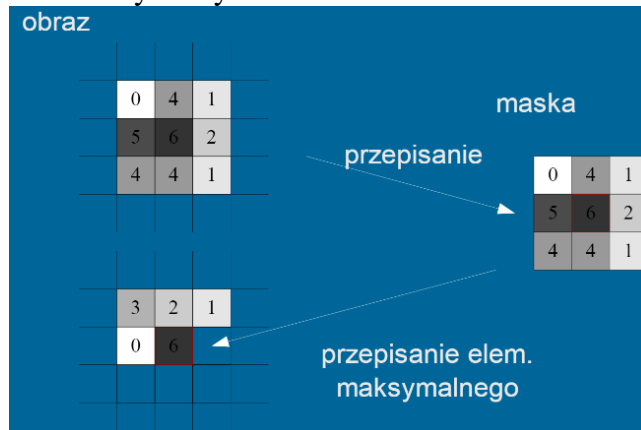 obraz
0 4 1
5 6 2
4 4 1
maska
przepisanie
0 4 1
5 6 2
4 4 1
3 2 1
0 6
przepisanie elem.
maksymalnego